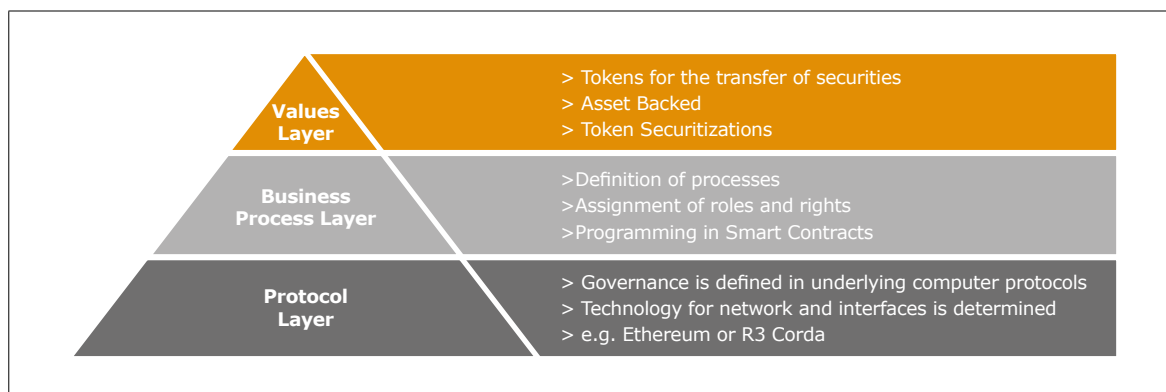 Values
Layer
> Tokens for the transfer of securities
> Asset Backed
> Token Securitizations
Business
Process Layer
>Definition of processes
>Assignment of roles and rights
>Programming in Smart Contracts
Protocol
Layer
> Governance is defined in underlying computer protocols
> Technology for network and interfaces is determined
> e.g. Ethereum or R3 Corda